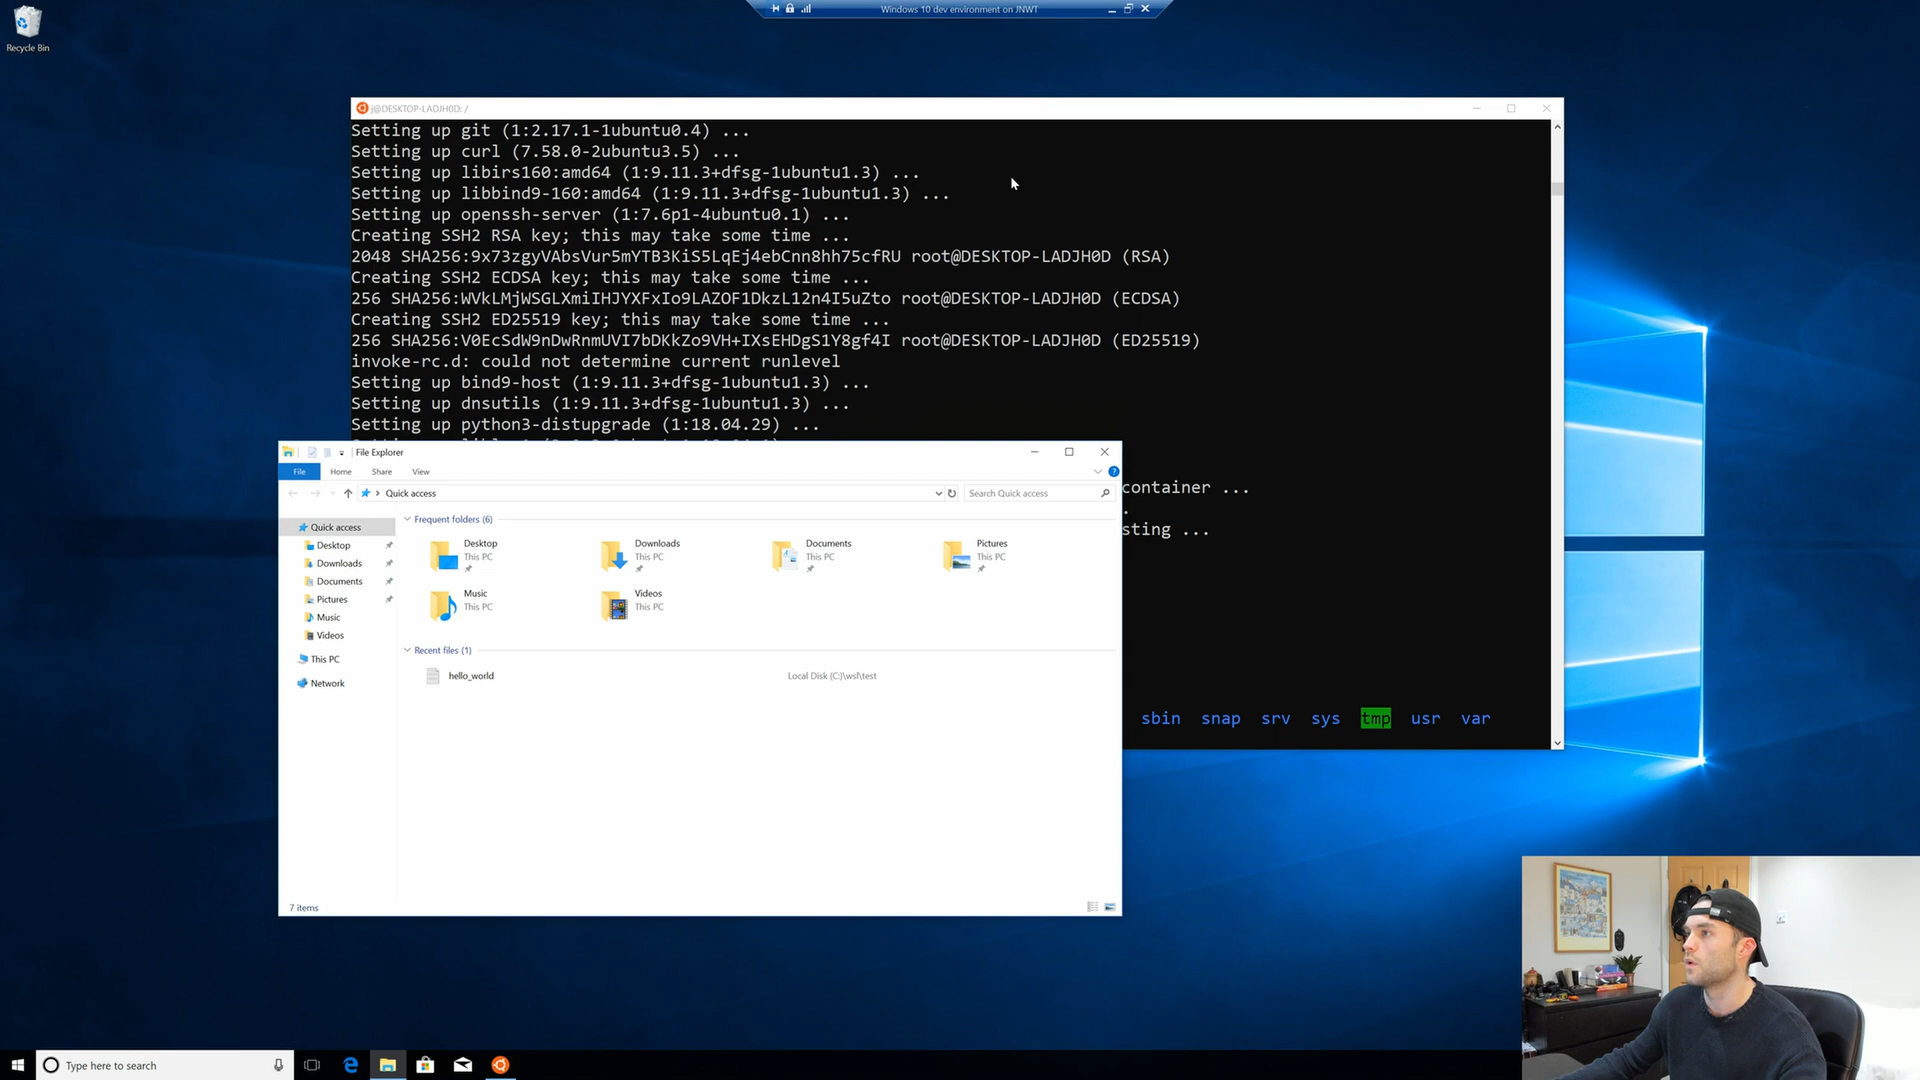 Recycle Bin
Windows 10 dev environment on JNWT
j@DESKTOP-LADJH0D: /
Setting up git (1:2.17.1-1ubuntu0.4) ...
Setting up curl (7.58.0-2ubuntu3.5) ...
Setting up libirs160:amd64 (1:9.11.3+dfsg-1ubuntu1.3) ...
Setting up libbind9-160:amd64 (1:9.11.3+dfsg-1ubuntu1.3) ...
Setting up openssh-server (1:7.6p1-4ubuntu0.1) ...
Creating SSH2 RSA key; this may take some time ...
2048 SHA256:9x73zgyVAbsVur5mYTB3KiS5LqEj4ebCnn8hh75cfRU root@DESKTOP-LADJH0D (RSA)
Creating SSH2 ECDSA key; this may take some time ...
256 SHA256:WVkLMjWSGLXmiIHJYXFxIo9LAZOF1DkzL12n4I5uZto root@DESKTOP-LADJH0D (ECDSA)
Creating SSH2 ED25519 key; this may take some time ...
256 SHA256:V0EcSdW9nDwRnmUVI7bDKkZo9VH+IXsEHDgS1Y8gf4I root@DESKTOP-LADJH0D (ED25519)
invoke-rc.d: could not determine current runlevel
Setting up bind9-host (1:9.11.3+dfsg-1ubuntu1.3) ...
Setting up dnsutils (1:9.11.3+dfsg-1ubuntu1.3) ...
Setting up python3-distupgrade (1:18.04.29) ...
container ...
.
sting ...
sbin snap srv sys tmp usr var
File Explorer
File Home Share View
Quick access
Search Quick access
Quick access
Desktop
Downloads
Documents
Pictures
Music
Videos
This PC
Network
Frequent folders (6)
Desktop
This PC
Downloads
This PC
Documents
This PC
Pictures
This PC
Music
This PC
Videos
This PC
Recent files (1)
hello_world
Local Disk (C:)\wsl\test
7 items
Type here to search